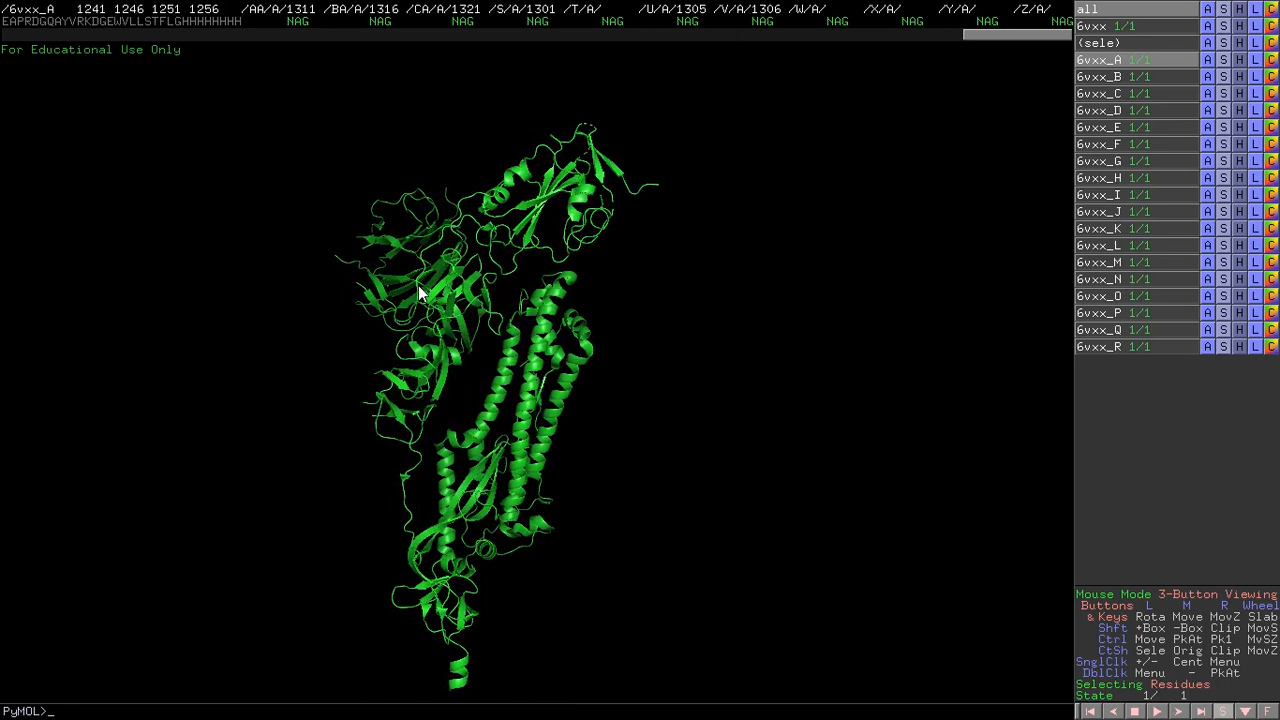 /6vxx_A 1241 1246 1251 1256 /AA/A/1311 /BA/A/1316 /CA/A/1321 /S/A/1301 /T/A/ /U/A/1305 /V/A/1306 /W/A/ /X/A/ /Y/A/ /Z/A/
EAPRDGQAYVRKDGEWVLLSTFLGHHHHHHHH NAG NAG NAG NAG NAG NAG NAG NAG NAG NAG
For Educational Use Only
all A S H L C
6vxx 1/1 A S H L C
(sele) A S H L C
6vxx_A 1/1 A S H L C
6vxx_B 1/1 A S H L C
6vxx_C 1/1 A S H L C
6vxx_D 1/1 A S H L C
6vxx_E 1/1 A S H L C
6vxx_F 1/1 A S H L C
6vxx_G 1/1 A S H L C
6vxx_H 1/1 A S H L C
6vxx_I 1/1 A S H L C
6vxx_J 1/1 A S H L C
6vxx_K 1/1 A S H L C
6vxx_L 1/1 A S H L C
6vxx_M 1/1 A S H L C
6vxx_N 1/1 A S H L C
6vxx_O 1/1 A S H L C
6vxx_P 1/1 A S H L C
6vxx_Q 1/1 A S H L C
6vxx_R 1/1 A S H L C
Mouse Mode 3-Button Viewing
Buttons L M R Wheel
& Keys Rota Move MovZ Slab
Shft +Box -Box Clip MovS
Ctrl Move PkAt Pk1 MvSZ
CtSh Sele Orig Clip MovZ
SnglClk +/- Cent Menu
DblClk Menu - PkAt
Selecting Residues
State 1/ 1
PyMOL>_
S F